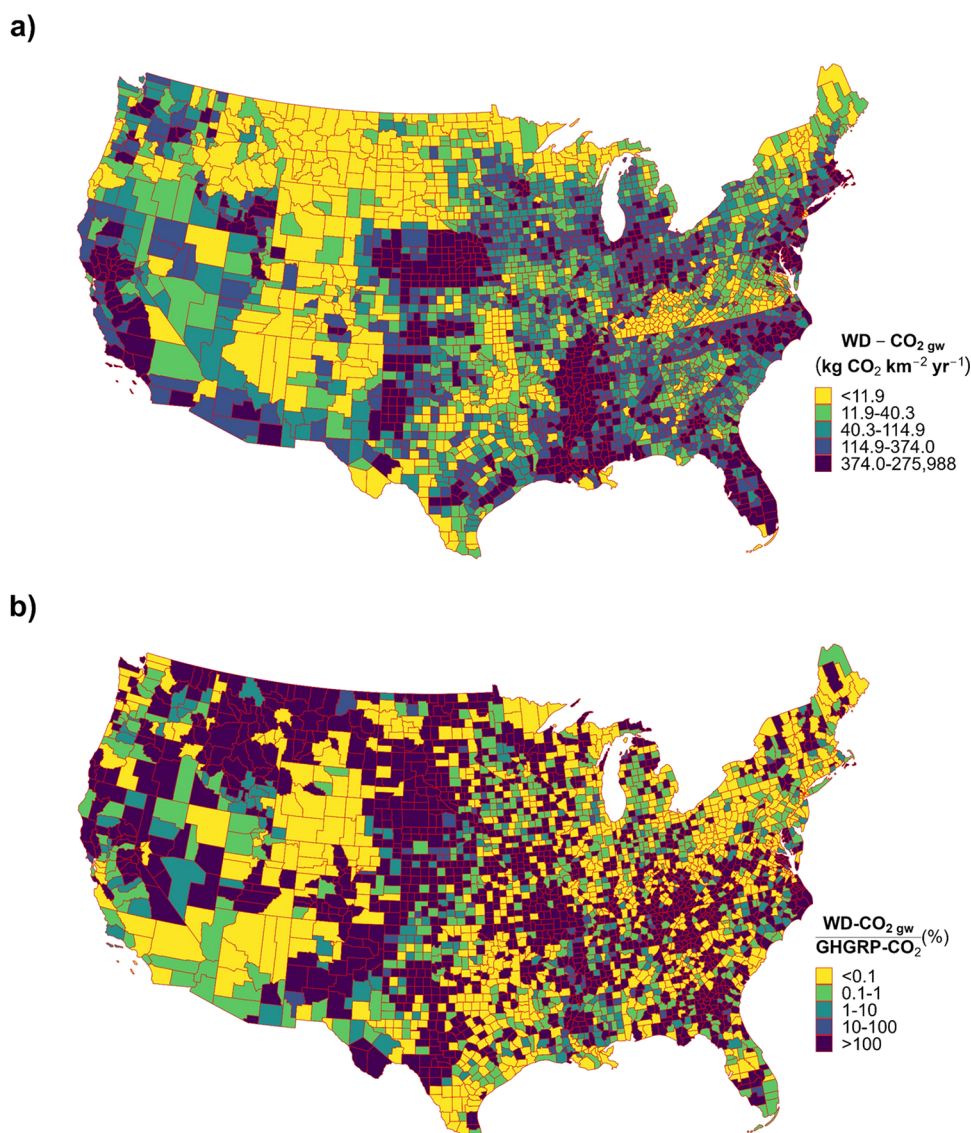 a)
WD – CO₂ gw
(kg CO₂ km⁻² yr⁻¹)
<11.9
11.9-40.3
40.3-114.9
114.9-374.0
374.0-275,988
b)
WD-CO₂ gw
GHGRP-CO₂ (%)
<0.1
0.1-1
1-10
10-100
>100